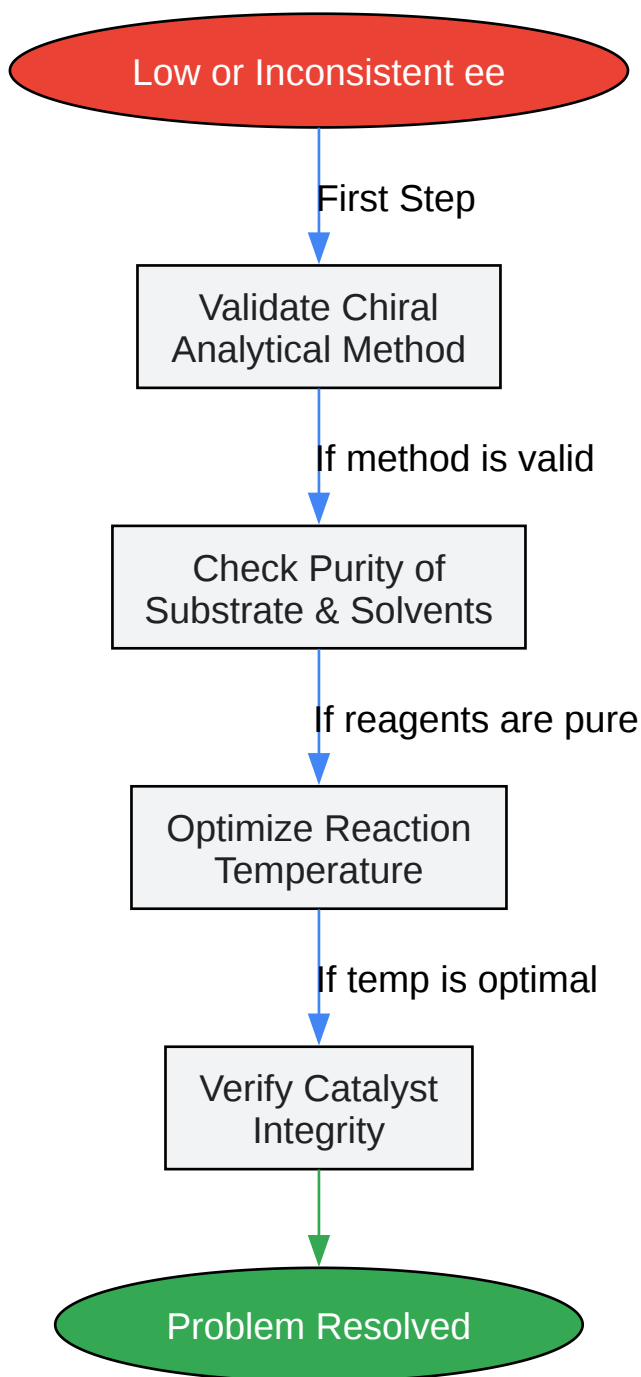 Low or Inconsistent ee
First Step
Validate Chiral
Analytical Method
If method is valid
Check Purity of
Substrate & Solvents
If reagents are pure
Optimize Reaction
Temperature
If temp is optimal
Verify Catalyst
Integrity
Problem Resolved